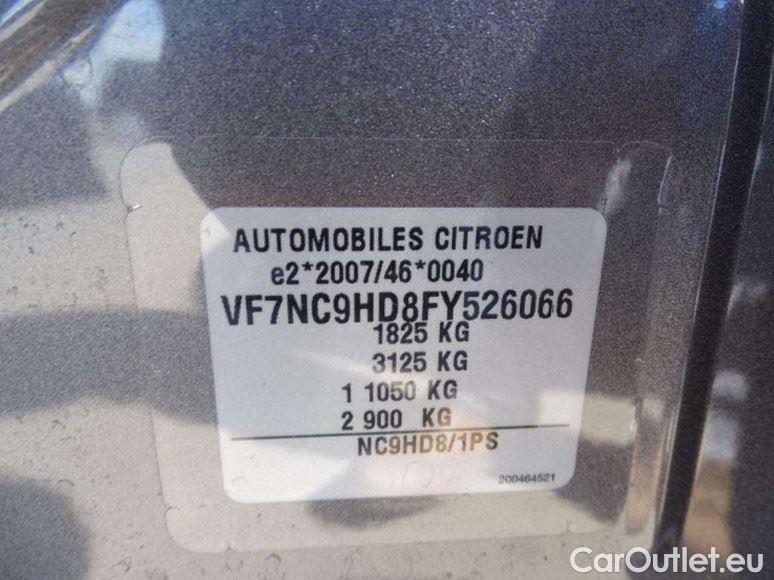 AUTOMOBILES CITROEN
e2*2007/46*0040
VF7NC9HD8FY526066
1825 KG
3125 KG
1 1050 KG
2 900 KG
NC9HD8/1PS
200464521
CarOutlet.eu